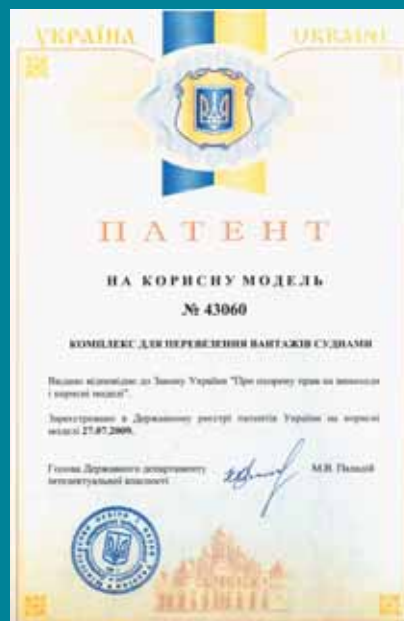 УКРАЇНА UKRAINE
ПАТЕНТ
НА КОРИСНУ МОДЕЛЬ
№ 43060
КОМПЛЕКС ДЛЯ ПЕРЕВЕЗЕННЯ ВАНТАЖІВ СУДНАМИ
Видано відповідно до Закону України "Про охорону прав на винаходи
і корисні моделі".
Зареєстровано в Державному реєстрі патентів України на корисні
моделі 27.07.2009.
Голова Державного департаменту М.В. Паладій
інтелектуальної власності